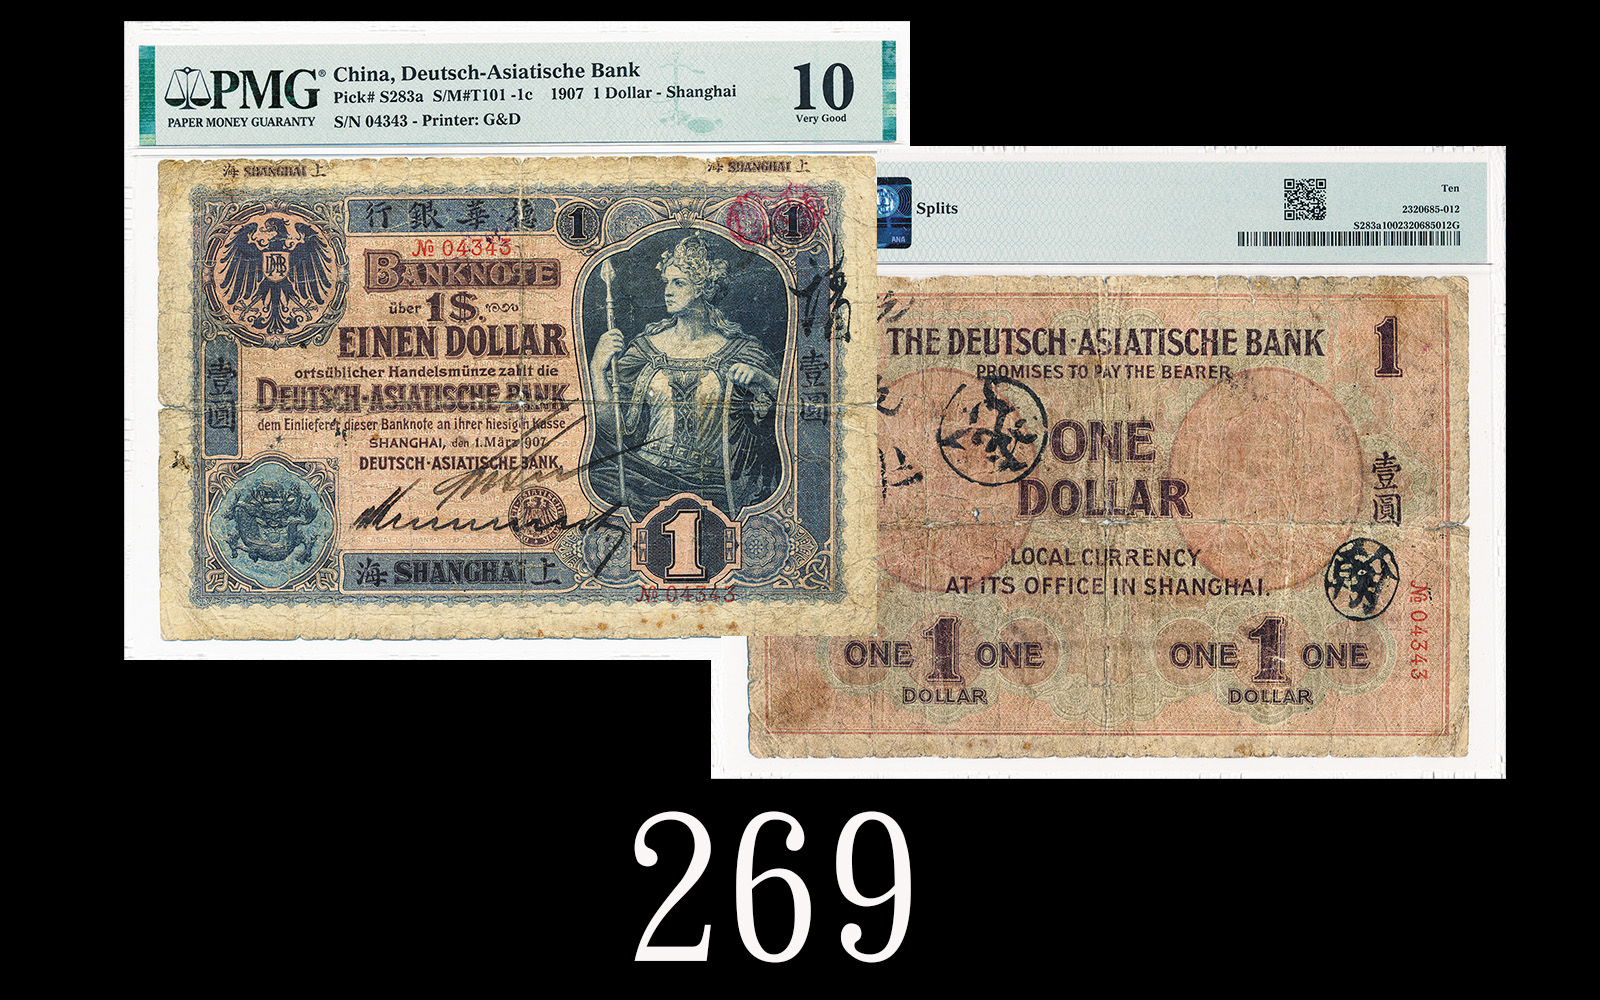 PMG®
PAPER MONEY GUARANTY
China, Deutsch-Asiatische Bank
Pick# S283a S/M#T101 -1c 1907 1 Dollar - Shanghai
S/N 04343 - Printer: G&D
10
Very Good
海 SHANGHAI 上
海 SHANGHAI 上
行銀華德
1
1
№ 04343
BANKNOTE
über 1$.
EINEN DOLLAR
ortsüblicher Handelsmünze zahlt die
DEUTSCH-ASIATISCHE BANK
dem Einlieferer dieser Banknote an ihrer hiesigen Kasse
SHANGHAI, den 1. März 1907.
DEUTSCH-ASIATISCHE BANK.
壹圓
壹圓
海 SHANGHAI 上
1
№ 04343
Splits
ANA
Ten
2320685-012
S283a1002320685012G
THE DEUTSCH-ASIATISCHE BANK
PROMISES TO PAY THE BEARER
1
ONE
DOLLAR
壹圓
LOCAL CURRENCY
AT ITS OFFICE IN SHANGHAI.
№ 04343
ONE 1 ONE
DOLLAR
ONE 1 ONE
DOLLAR
269